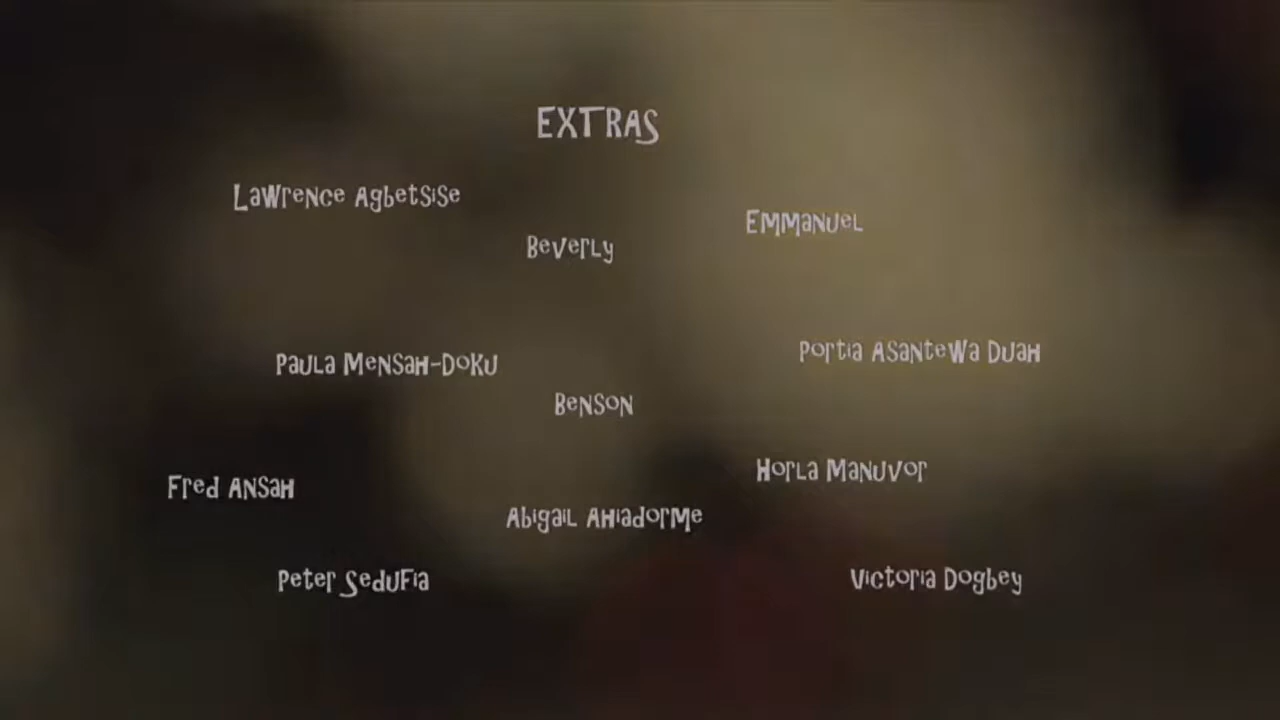 EXTRAS
Lawrence Agbetsise
Emmanuel
Beverly
Portia Asantewa Duah
Paula Mensah-Doku
Benson
Horla Manuvor
Fred Ansah
Abigail Ahiadorme
Peter Sedufia
Victoria Dogbey